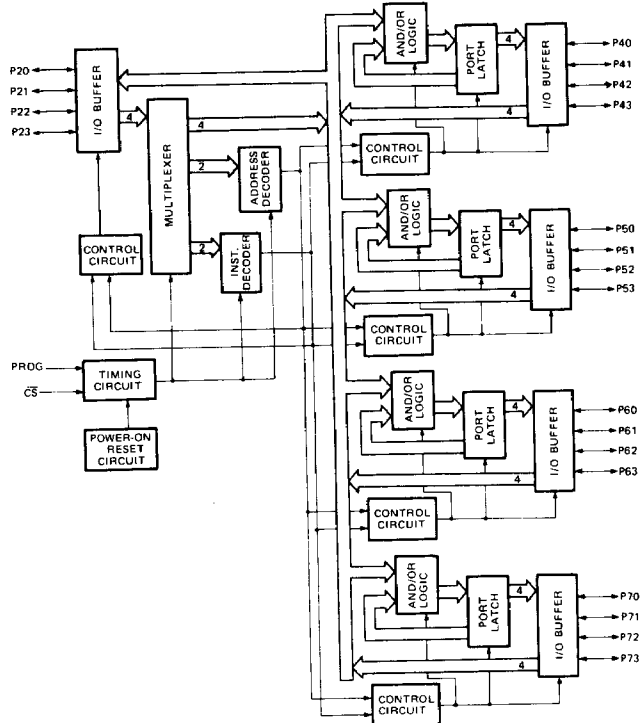 P20
P21
P22
P23
I/O BUFFER
4
MULTIPLEXER
4
2
ADDRESS
DECODER
2
INST.
DECODER
CONTROL
CIRCUIT
PROG
CS
TIMING
CIRCUIT
POWER-ON
RESET
CIRCUIT
AND/OR
LOGIC
PORT
LATCH
4
I/O BUFFER
P40
P41
P42
P43
4
CONTROL
CIRCUIT
AND/OR
LOGIC
PORT
LATCH
4
I/O BUFFER
P50
P51
P52
P53
4
CONTROL
CIRCUIT
AND/OR
LOGIC
PORT
LATCH
4
I/O BUFFER
P60
P61
P62
P63
4
CONTROL
CIRCUIT
AND/OR
LOGIC
PORT
LATCH
4
I/O BUFFER
P70
P71
P72
P73
4
CONTROL
CIRCUIT